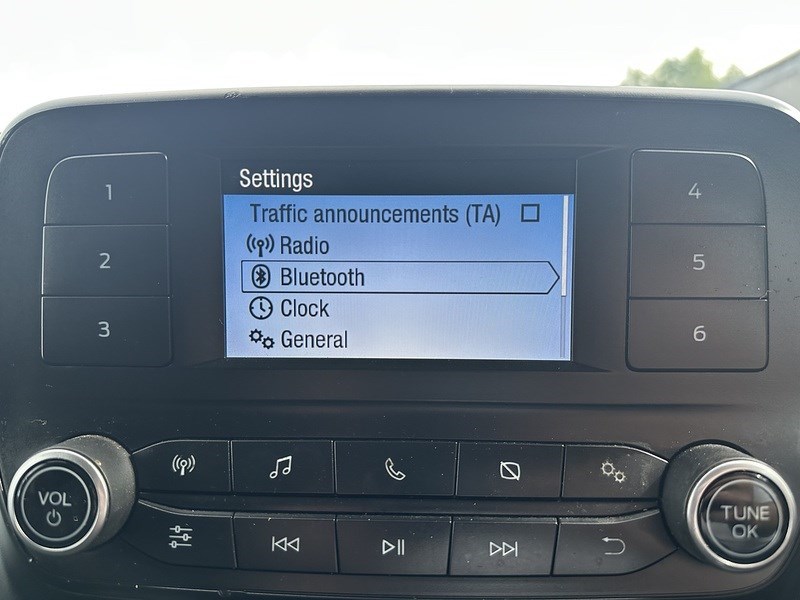 Settings
Traffic announcements (TA)
Radio
Bluetooth
Clock
General
1
2
3
4
5
6
VOL
TUNE
OK